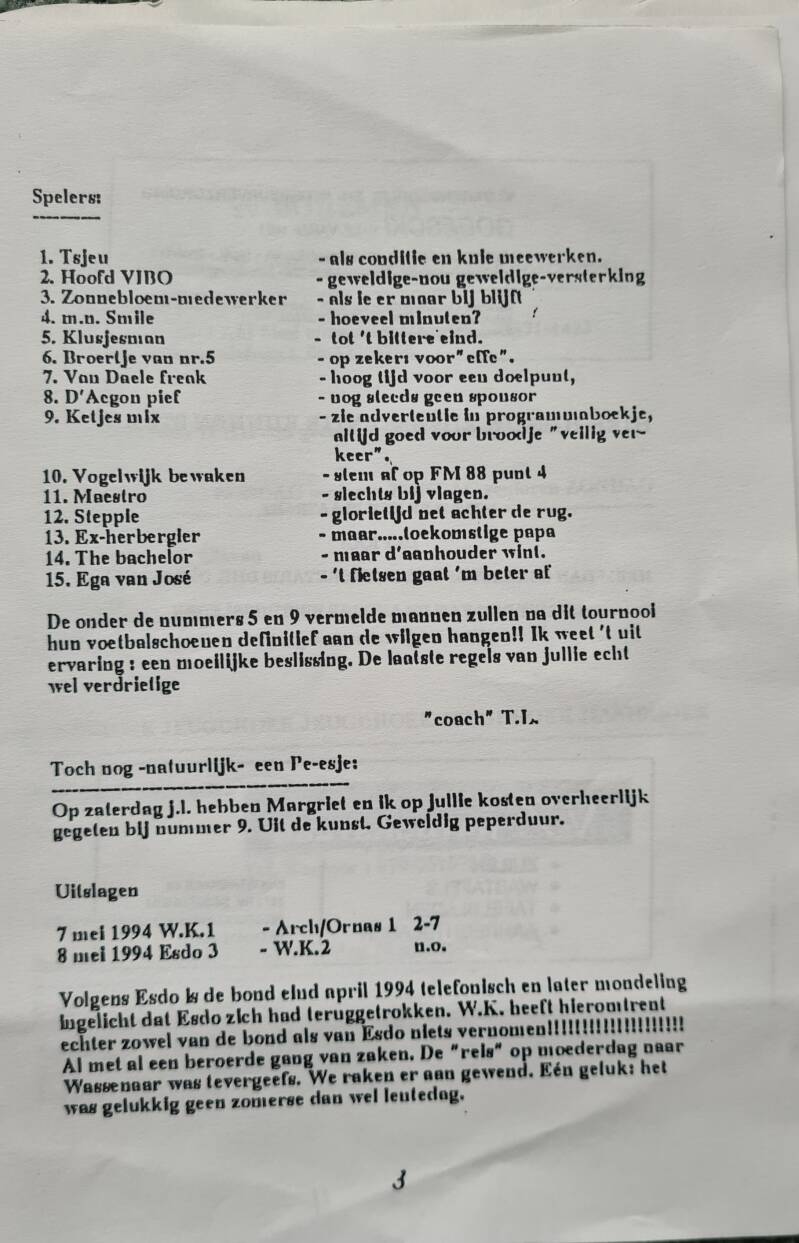 Spelers:
1. Tsjeu - als conditie en knie meewerken.
2. Hoofd VIBO - geweldige-nou geweldige-versterking
3. Zonnebloem-medewerker - als ie er maar bij blijft
4. m.n. Smile - hoeveel minuten?
5. Klusjesman - tot 't bittere eind.
6. Broertje van nr.5 - op zekers voor "effe".
7. Van Daele freak - hoog tijd voor een doelpunt,
8. D'Aegon pief - nog steeds geen sponsor
9. Ketjes mix - zie advertentie in programmaboekje,
altijd goed voor broodje "veilig ver-
keer".
10. Vogelwijk bewaken - stem af op FM 88 punt 4
11. Maestro - slechts bij vlagen.
12. Steppie - glorietijd net achter de rug.
13. Ex-herbergier - maar.....toekomstige papa
14. The bachelor - maar d'aanhouder wint.
15. Ega van José - 't fietsen gaat 'm beter af
De onder de nummers 5 en 9 vermelde mannen zullen na dit tournooi
hun voetbalschoenen definitief aan de wilgen hangen!! Ik weet 't uit
ervaring : een moeilijke beslissing. De laatste regels van jullie echt
wel verdrietige
"coach" T.L.
Toch nog -natuurlijk- een Pe-esje:
Op zaterdag j.l. hebben Margriet en ik op jullie kosten overheerlijk
gegeten bij nummer 9. Uit de kunst. Geweldig peperduur.
Uitslagen
7 mei 1994 W.K.1 - Arch/Ornas 1 2-7
8 mei 1994 Esdo 3 - W.K.2 n.o.
Volgens Esdo is de bond eind april 1994 telefonisch en later mondeling
ingelicht dat Esdo zich had teruggetrokken. W.K. heeft hieromtrent
echter zowel van de bond als van Esdo niets vernomen!!!!!!!!!!!!!!!!!!!!
Al met al een beroerde gang van zaken. De "reis" op moederdag naar
Wassenaar was tevergeefs. We raken er aan gewend. Eén geluk: het
was gelukkig geen zomerse dan wel lentedag.
3